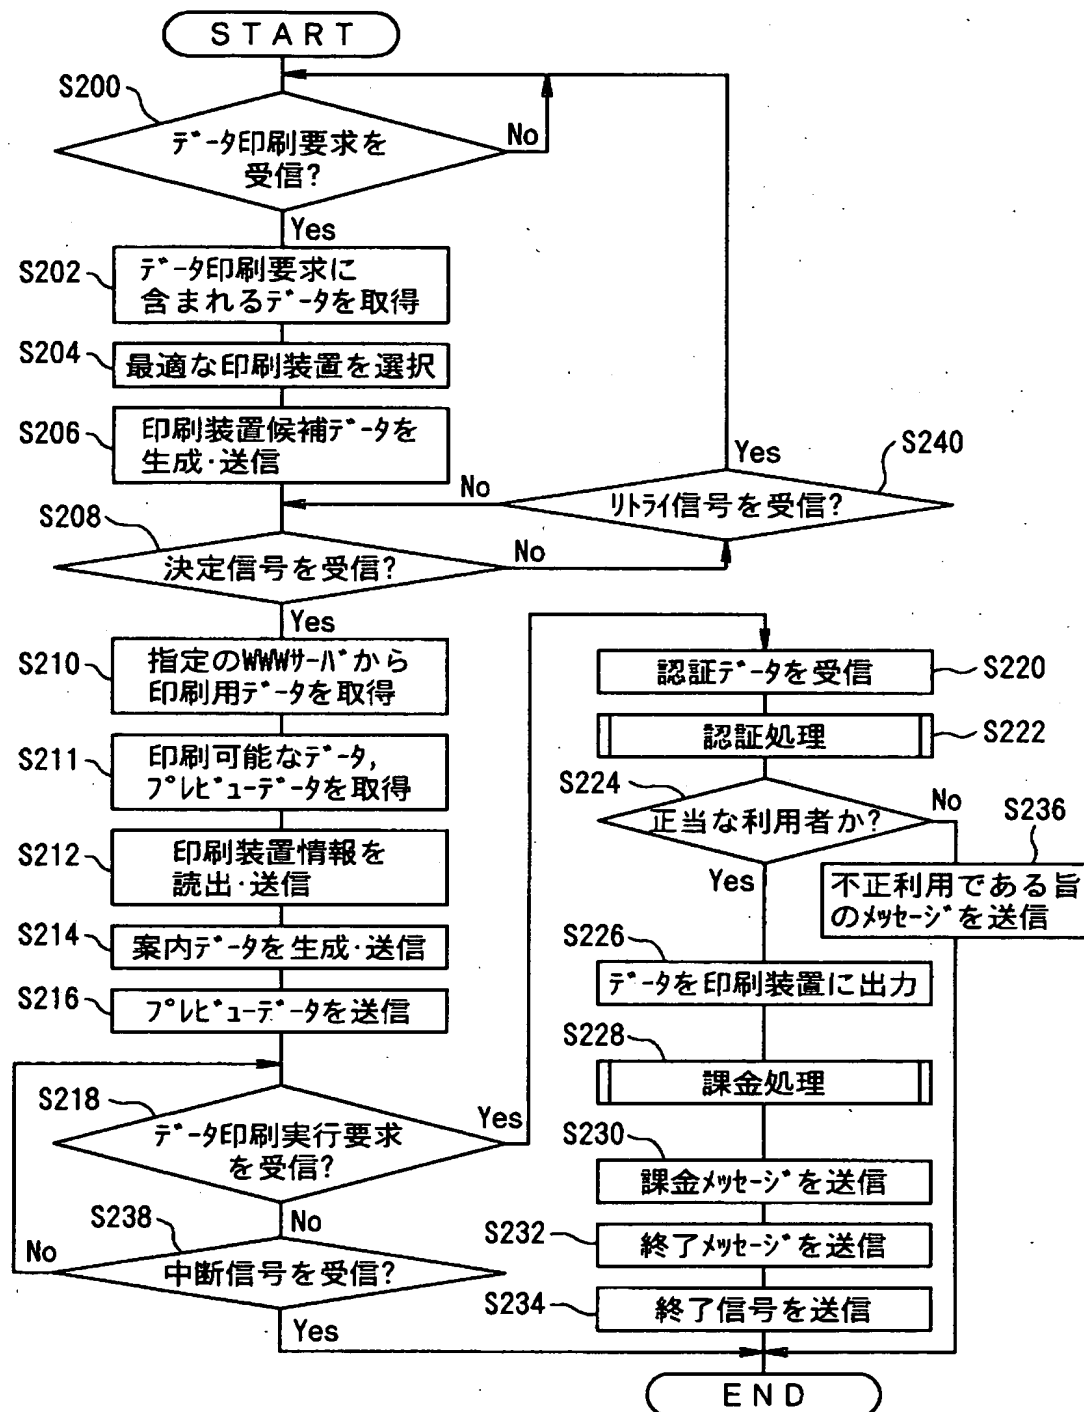 START
S200
データ印刷要求を
受信?
No
Yes
S202
データ印刷要求に
含まれるデータを取得
S204
最適な印刷装置を選択
S206
印刷装置候補データを
生成·送信
S240
Yes
No
リトライ信号を受信?
S208
決定信号を受信?
No
Yes
S210
指定のWWWサーバから
印刷用データを取得
S211
印刷可能なデータ,
プレビューデータを取得
S212
印刷装置情報を
読出·送信
S214
案内データを生成·送信
S216
プレビューデータを送信
S218
データ印刷実行要求
を受信?
Yes
No
S238
中断信号を受信?
No
Yes
S220
認証データを受信
S222
認証処理
S224
正当な利用者か?
No
Yes
S236
不正利用である旨
のメッセージを送信
S226
データを印刷装置に出力
S228
課金処理
S230
課金メッセージを送信
S232
終了メッセージを送信
S234
終了信号を送信
END